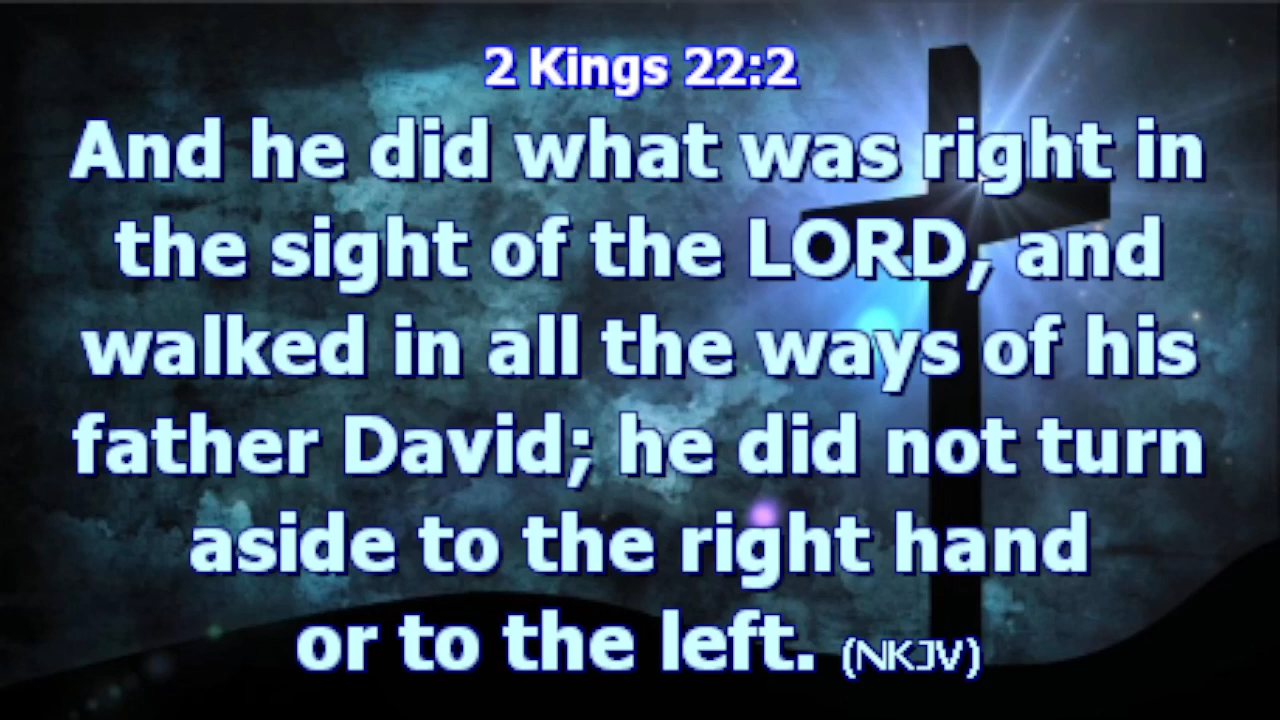 2 Kings 22:2
And he did what was right in
the sight of the LORD, and
walked in all the ways of his
father David; he did not turn
aside to the right hand
or to the left. (NKJV)